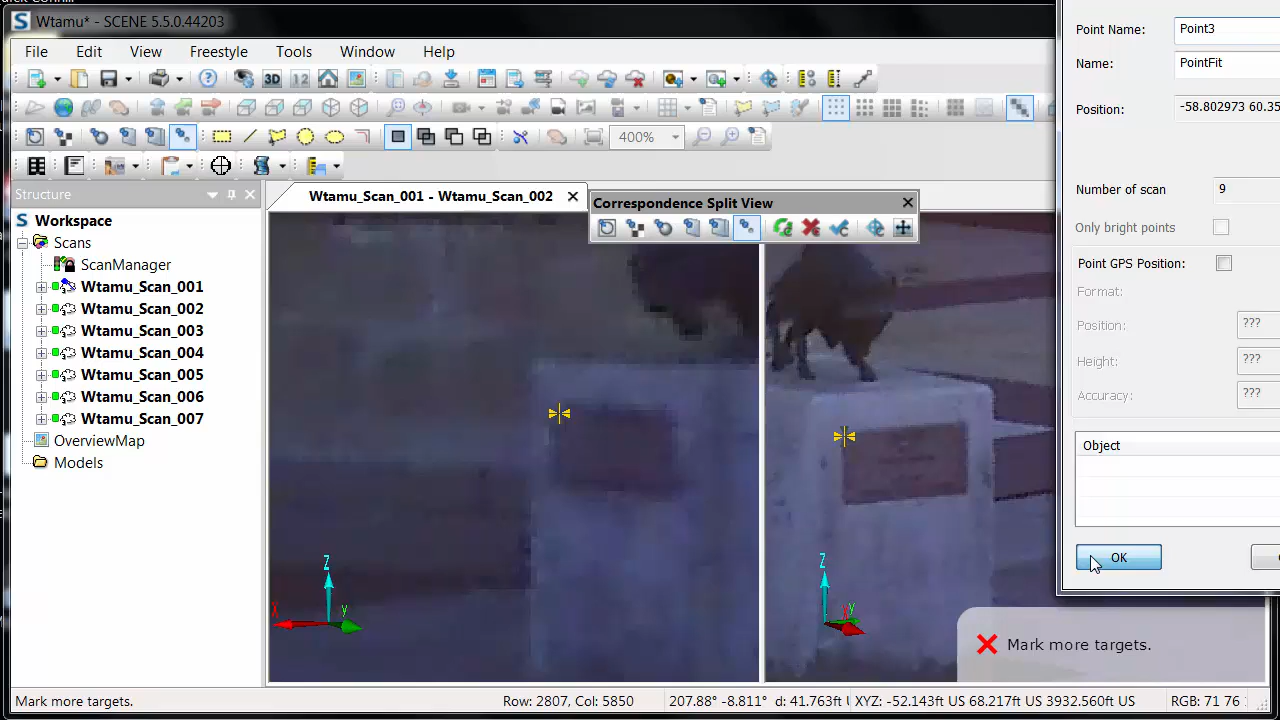 Wtamu* - SCENE 5.5.0.44203
File Edit View Freestyle Tools Window Help
3D 12
400%
Structure
Workspace
Scans
ScanManager
Wtamu_Scan_001
Wtamu_Scan_002
Wtamu_Scan_003
Wtamu_Scan_004
Wtamu_Scan_005
Wtamu_Scan_006
Wtamu_Scan_007
OverviewMap
Models
Wtamu_Scan_001 - Wtamu_Scan_002
Correspondence Split View
Z
X
y
Z
y
Point Name: Point3
Name: PointFit
Position: -58.802973 60.35
Number of scan 9
Only bright points
Point GPS Position:
Format:
Position: ???
Height: ???
Accuracy: ???
Object
OK
Mark more targets.
Mark more targets. Row: 2807, Col: 5850 207.88° -8.811° d: 41.763ft XYZ: -52.143ft US 68.217ft US 3932.560ft US RGB: 71 76